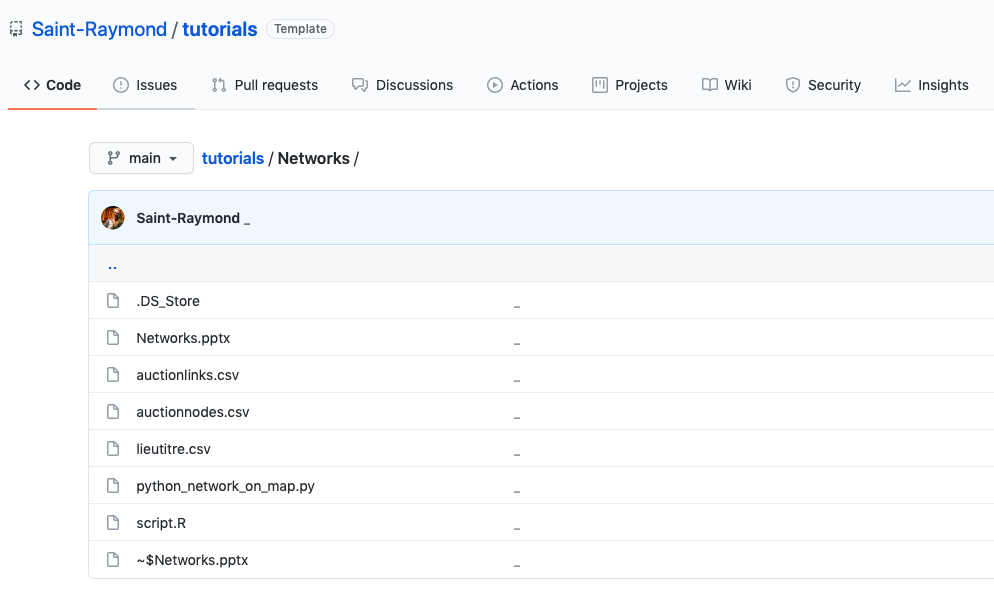 Saint-Raymond / tutorials Template
Code Issues Pull requests Discussions Actions Projects Wiki Security Insights
main tutorials / Networks /
Saint-Raymond _
..
.DS_Store _
Networks.pptx _
auctionlinks.csv _
auctionnodes.csv _
lieutitre.csv _
python_network_on_map.py _
script.R _
~$Networks.pptx _